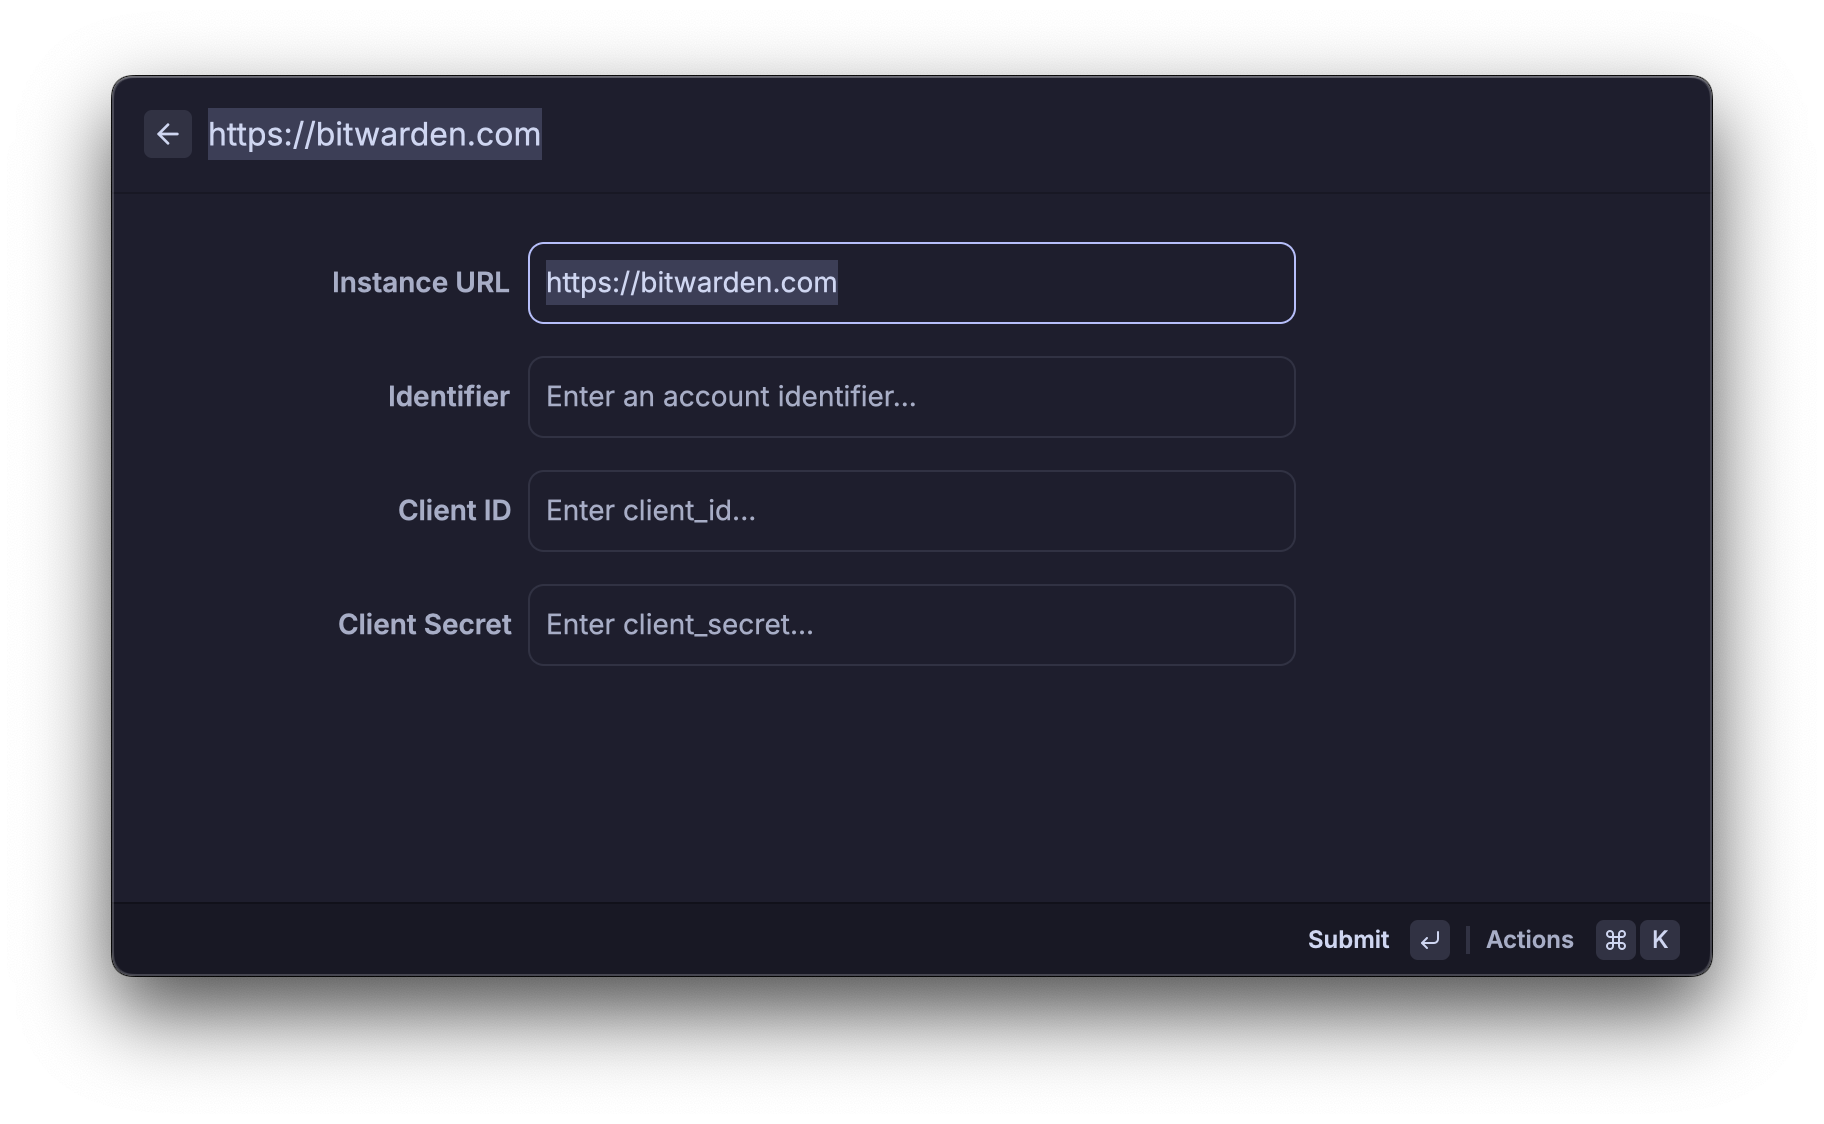 https://bitwarden.com
Instance URL https://bitwarden.com
Identifier Enter an account identifier...
Client ID Enter client_id...
Client Secret Enter client_secret...
Submit Actions ⌘ K